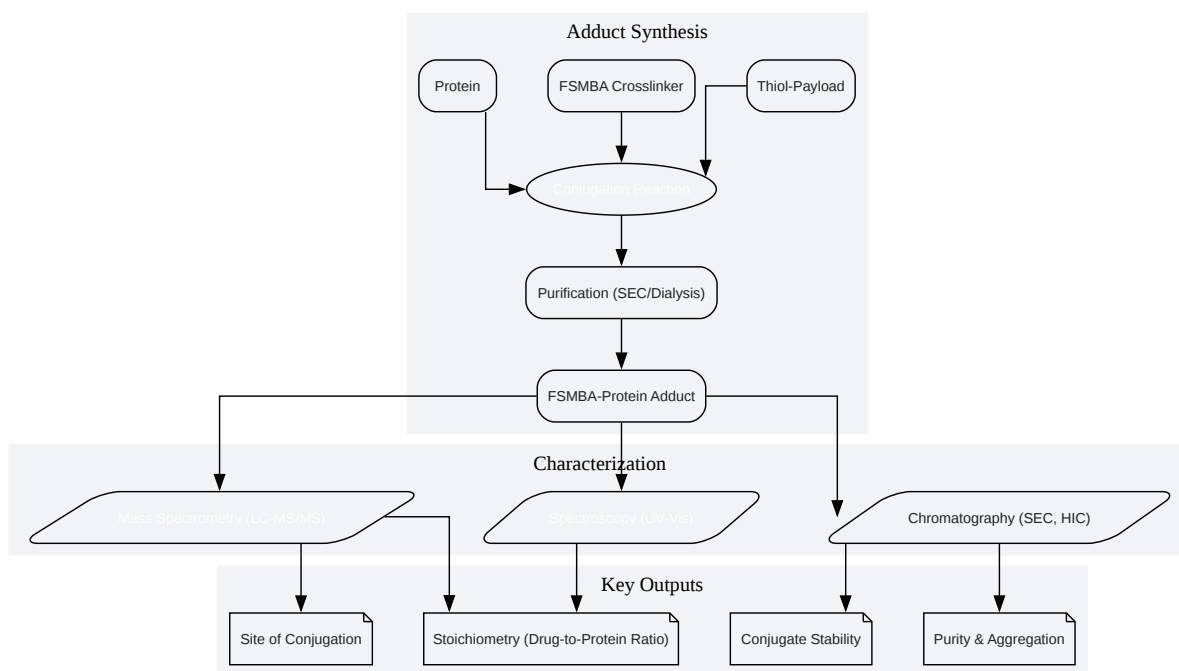 Adduct Synthesis
Protein
FSMBA Crosslinker
Thiol-Payload
Conjugation Reaction
Purification (SEC/Dialysis)
FSMBA-Protein Adduct
Characterization
Mass Spectrometry (LC-MS/MS)
Spectroscopy (UV-Vis)
Chromatography (SEC, HIC)
Key Outputs
Site of Conjugation
Stoichiometry (Drug-to-Protein Ratio)
Conjugate Stability
Purity & Aggregation